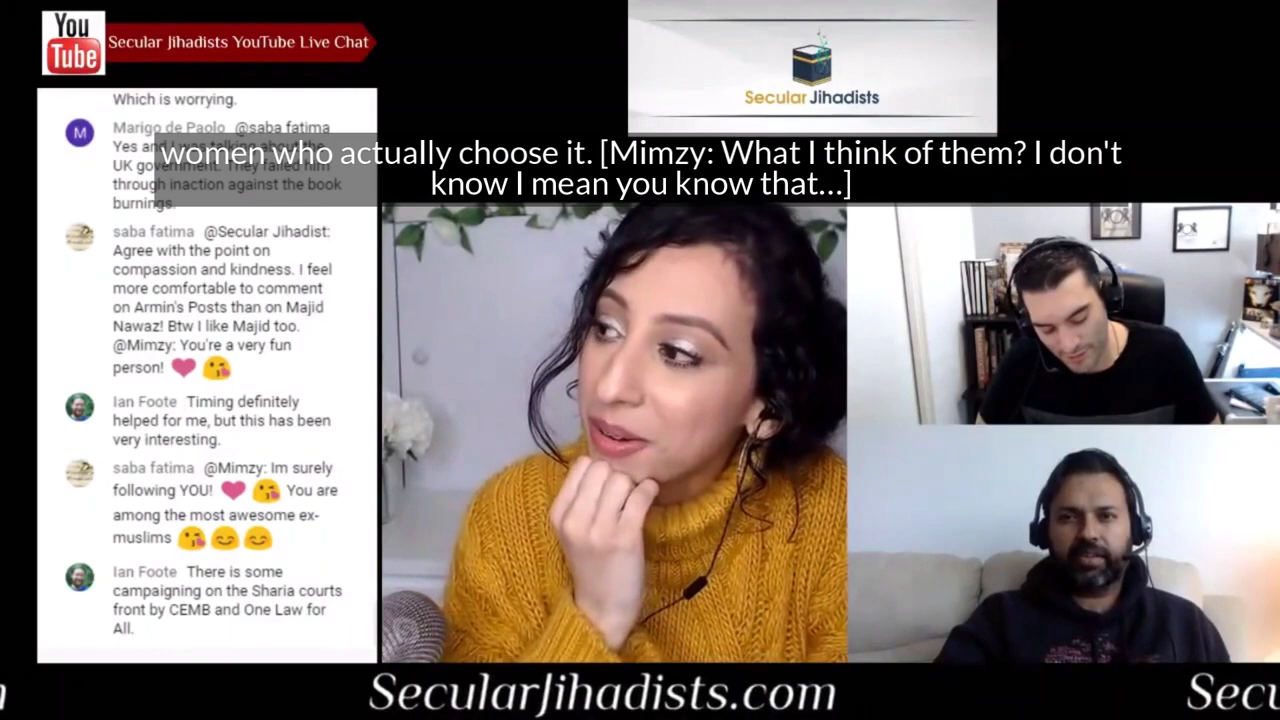 You
Tube
Secular Jihadists YouTube Live Chat
Secular Jihadists
Which is worrying.
M
Marigo de Paolo @saba fatima
Yes and I was talking about the
UK government. They failed him
through inaction against the book
burnings.
women who actually choose it. [Mimzy: What I think of them? I don't
know I mean you know that...]
saba fatima @Secular Jihadist:
Agree with the point on
compassion and kindness. I feel
more comfortable to comment
on Armin's Posts than on Majid
Nawaz! Btw I like Majid too.
@Mimzy: You're a very fun
person!
Ian Foote Timing definitely
helped for me, but this has been
very interesting.
saba fatima @Mimzy: Im surely
following YOU! You are
among the most awesome ex-
muslims
Ian Foote There is some
campaigning on the Sharia courts
front by CEMB and One Law for
All.
SecularJihadists.com
Secu